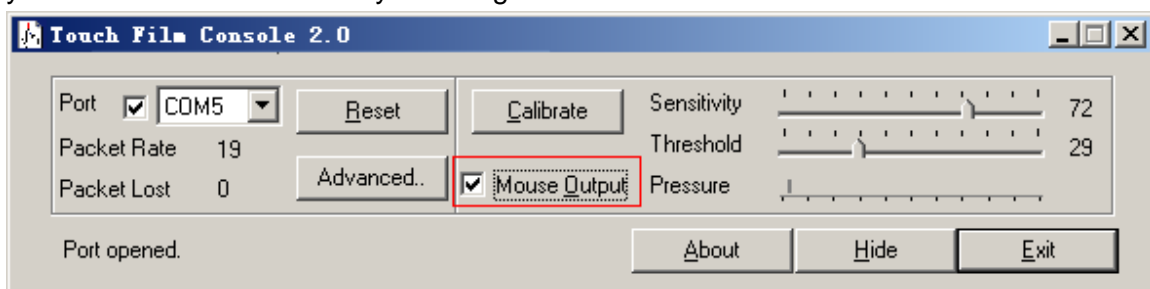 Touch Film Console 2.0
Port COM5 Reset Calibrate Sensitivity 72
Packet Rate 19 Threshold 29
Packet Lost 0 Advanced.. Mouse Output Pressure
Port opened. About Hide Exit